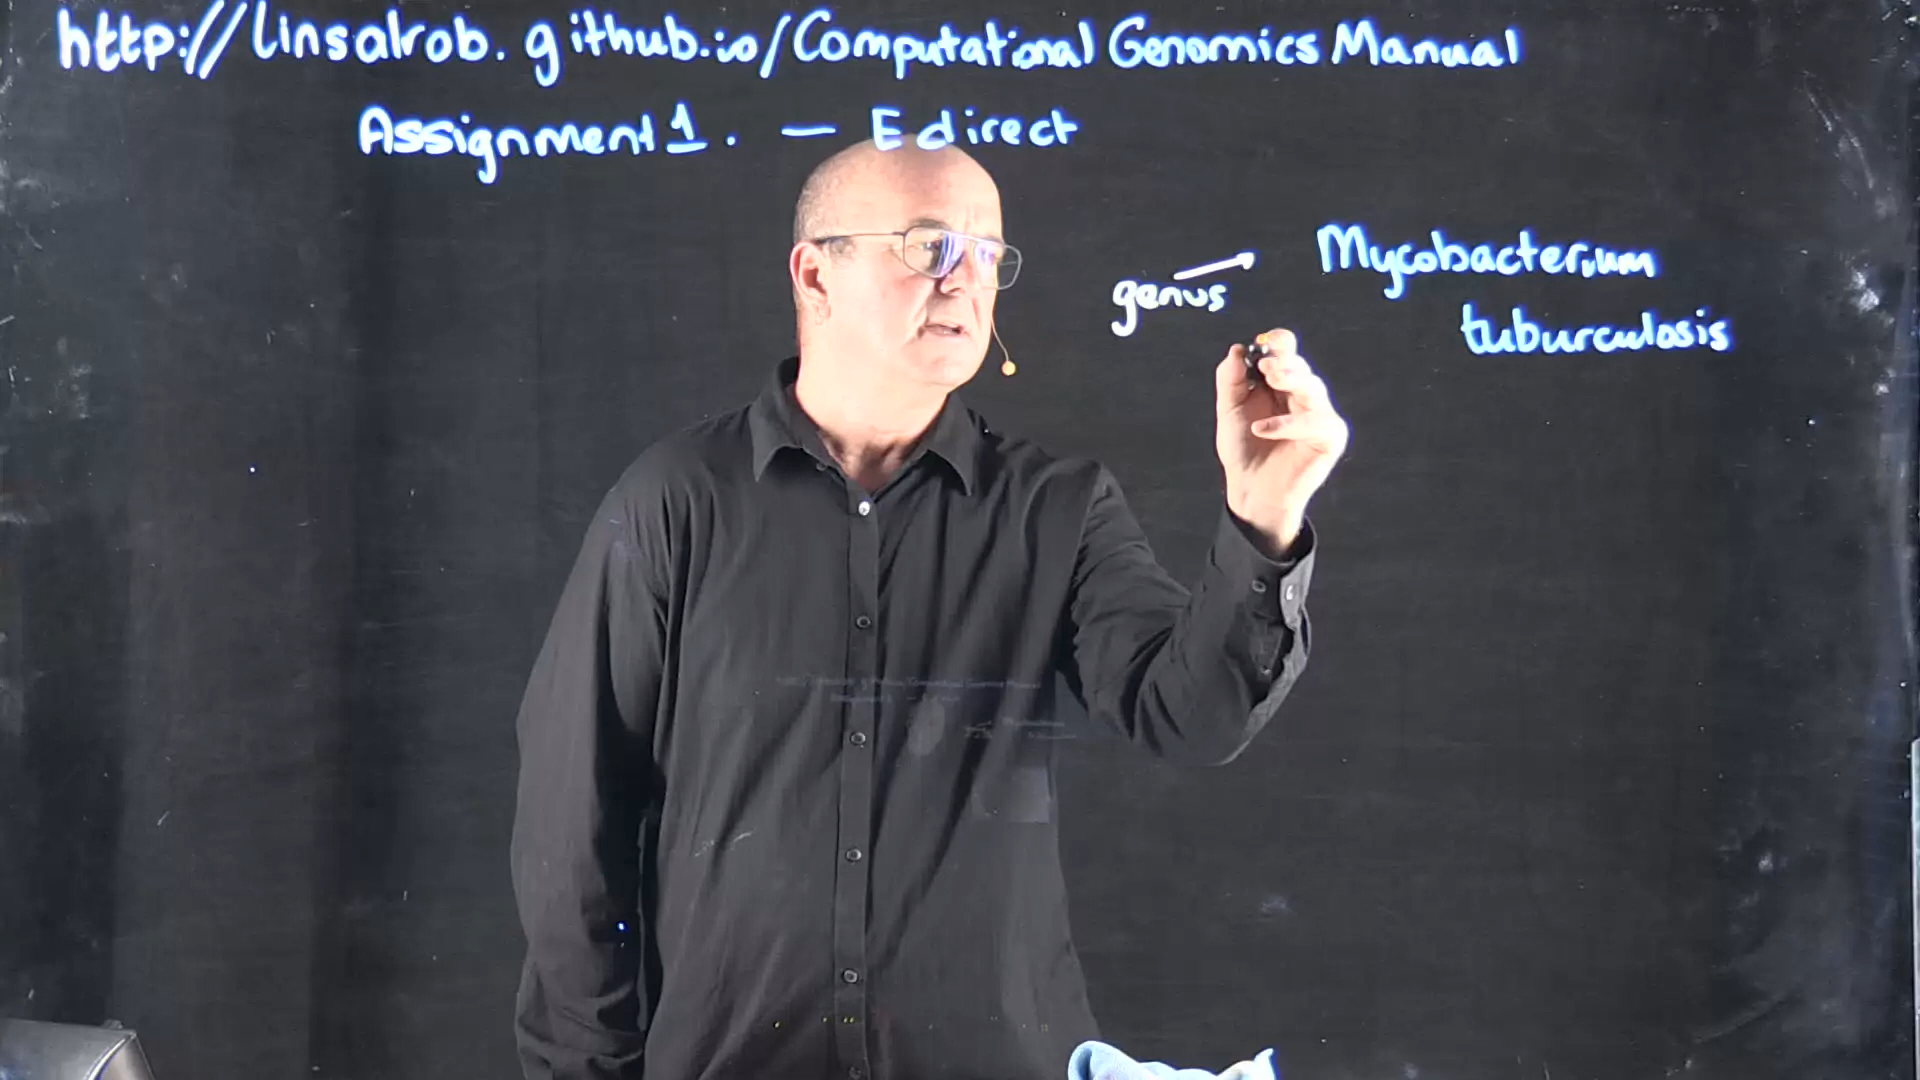 http://linsalrob.github.io/ComputationalGenomicsManual
Assignment 1. — Edirect
genus → Mycobacterium
tuburculosis